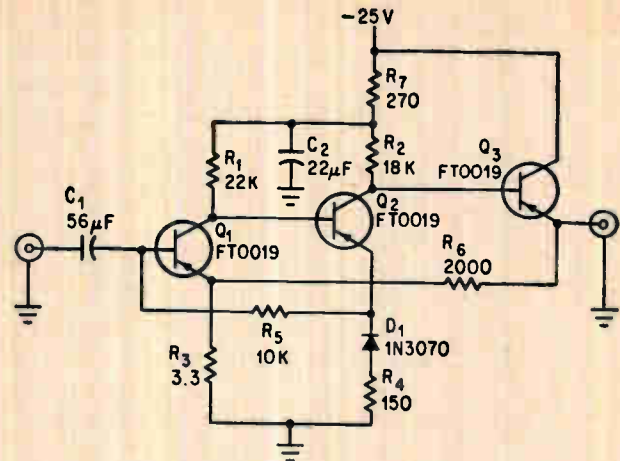 -25V
R7
270
C2
22µF
R2
18K
Q3
FT0019
R1
22K
C1
56µF
Q2
FT0019
Q1
FT0019
R6
2000
R5
10K
D1
1N3070
R3
3.3
R4
150